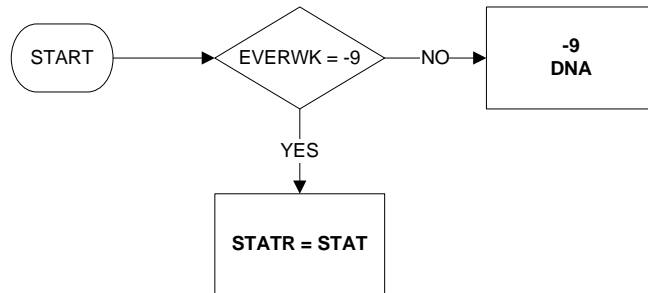 START
EVERWK = -9
NO
-9
DNA
YES
STATR = STAT